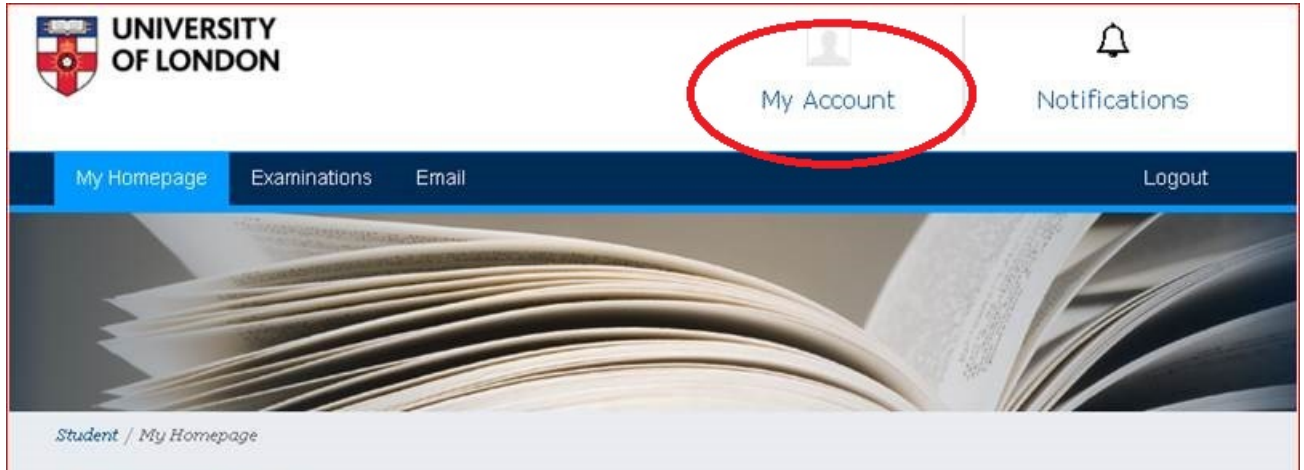 UNIVERSITY
OF LONDON
My Account
Notifications
My Homepage Examinations Email Logout
Student / My Homepage